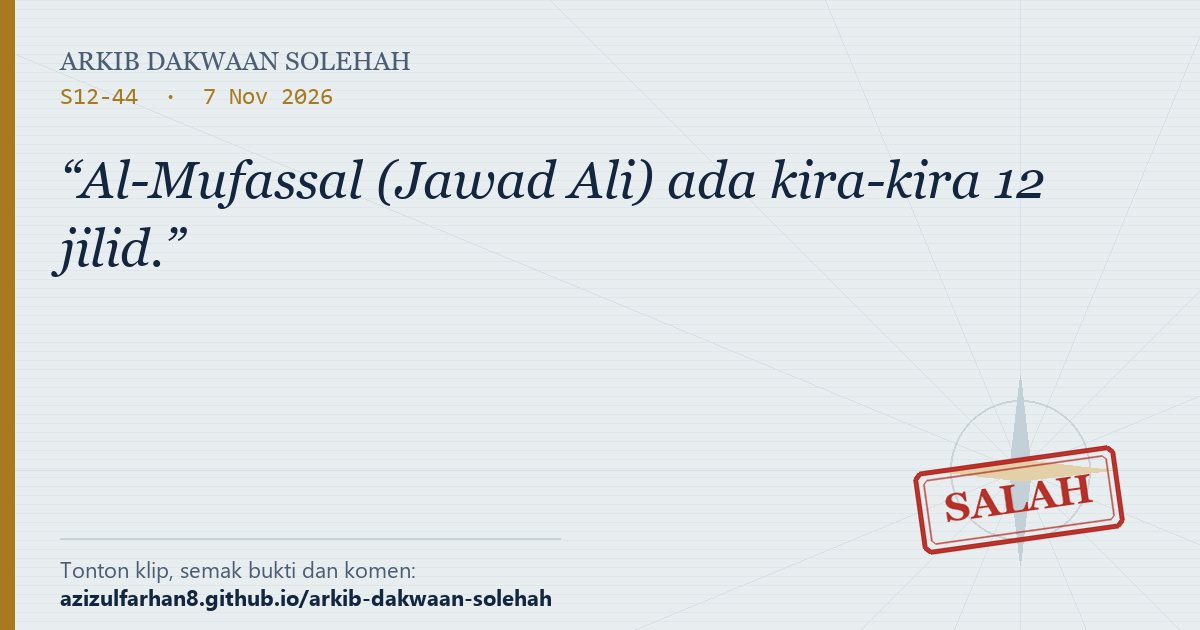 ARKIB DAKWAAN SOLEHAH
S12-44 · 7 Nov 2026
“Al-Mufassal (Jawad Ali) ada kira-kira 12
jilid.”
SALAH
Tonton klip, semak bukti dan komen:
azizulfarhan8.github.io/arkib-dakwaan-solehah